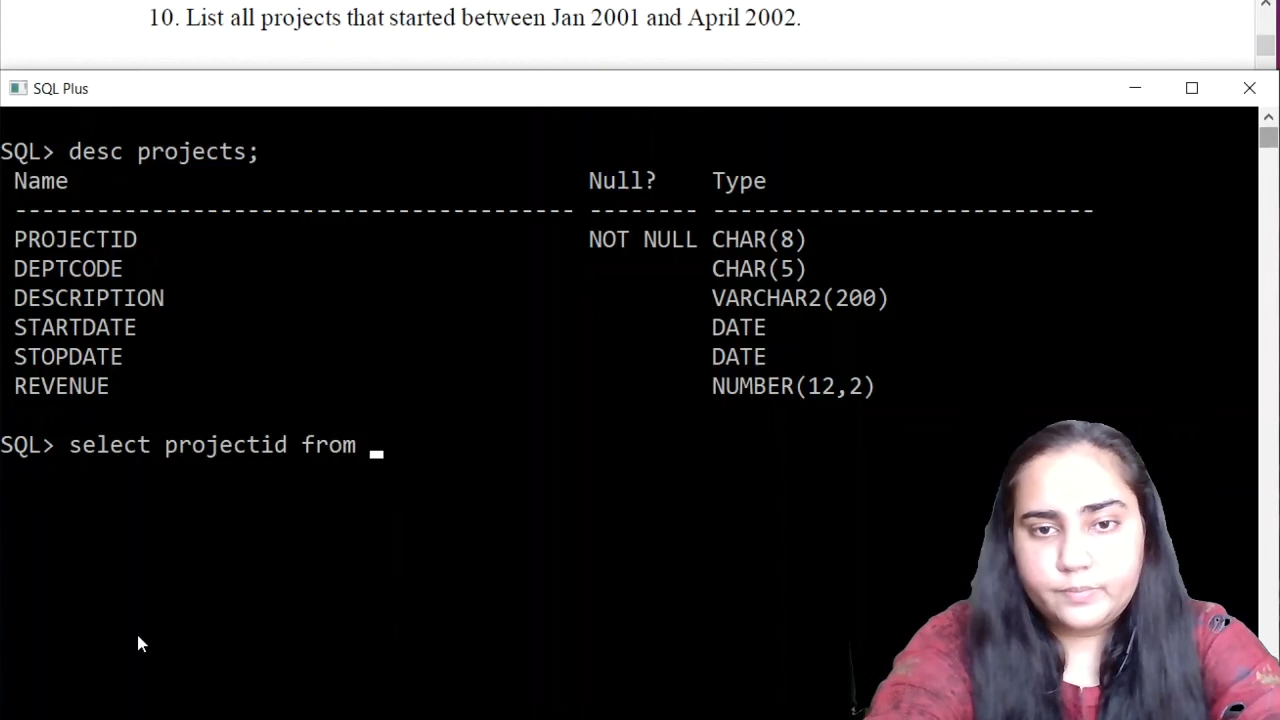 10. List all projects that started between Jan 2001 and April 2002.
SQL Plus
SQL> desc projects;
Name Null? Type
----------------------------------------- -------- ----------------------------
PROJECTID NOT NULL CHAR(8)
DEPTCODE CHAR(5)
DESCRIPTION VARCHAR2(200)
STARTDATE DATE
STOPDATE DATE
REVENUE NUMBER(12,2)
SQL> select projectid from